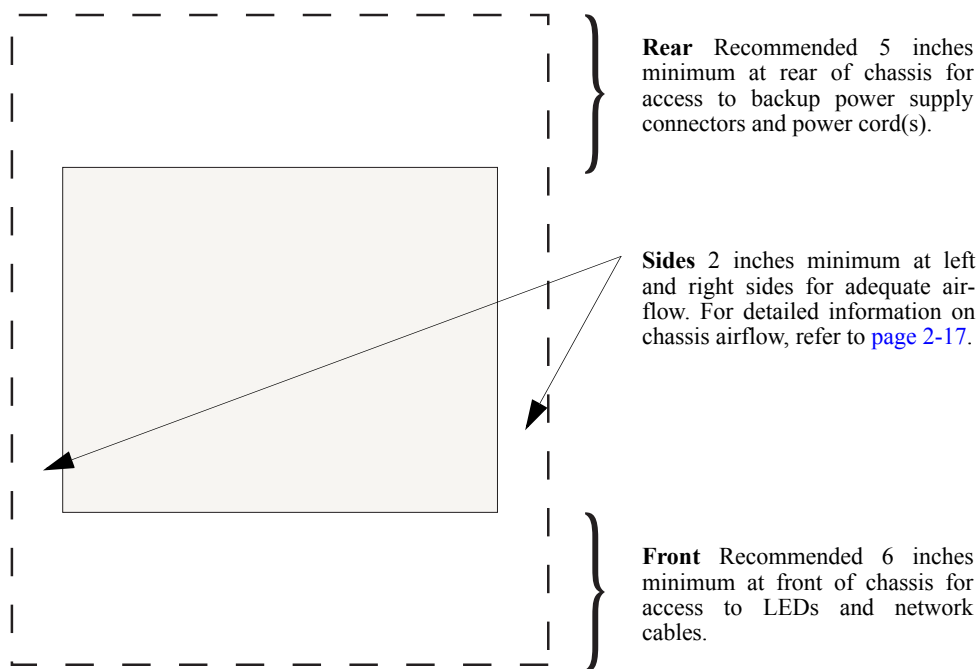 Rear Recommended 5 inches
minimum at rear of chassis for
access to backup power supply
connectors and power cord(s).
Sides 2 inches minimum at left
and right sides for adequate air-
flow. For detailed information on
chassis airflow, refer to page 2-17.
Front Recommended 6 inches
minimum at front of chassis for
access to LEDs and network
cables.